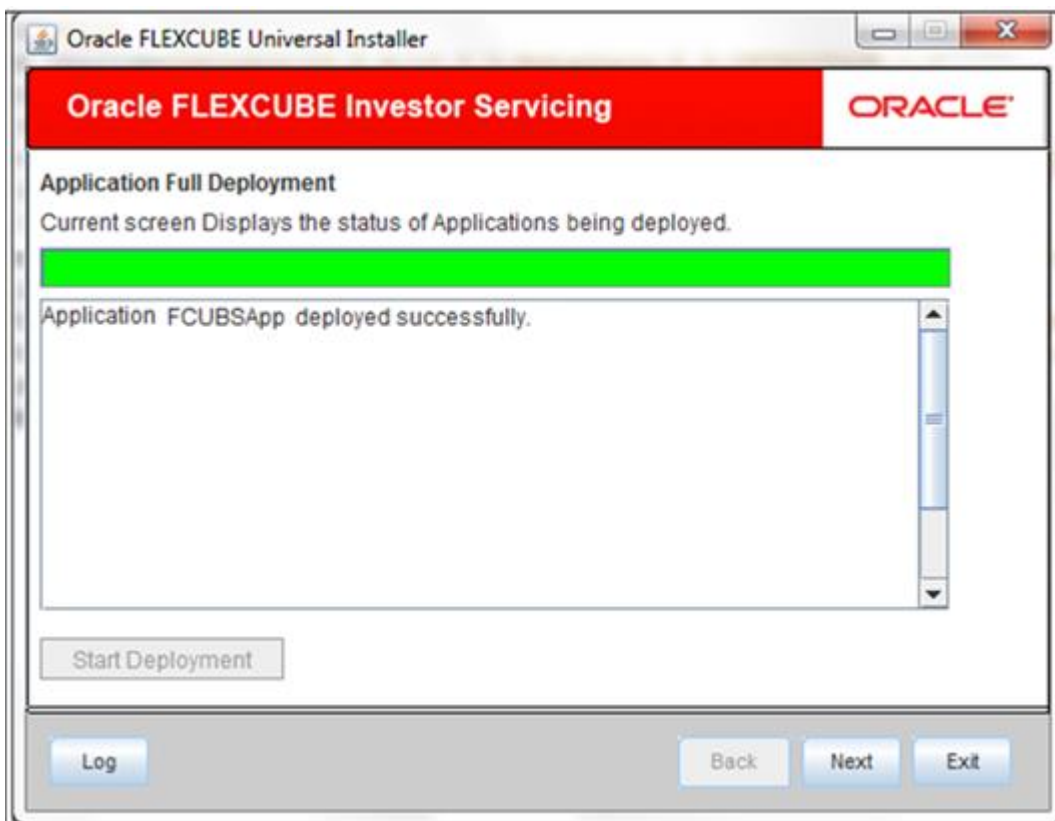 Oracle FLEXCUBE Universal Installer
Oracle FLEXCUBE Investor Servicing
ORACLE
Application Full Deployment
Current screen Displays the status of Applications being deployed.
Application FCUBSApp deployed successfully.
Start Deployment
Log
Back
Next
Exit